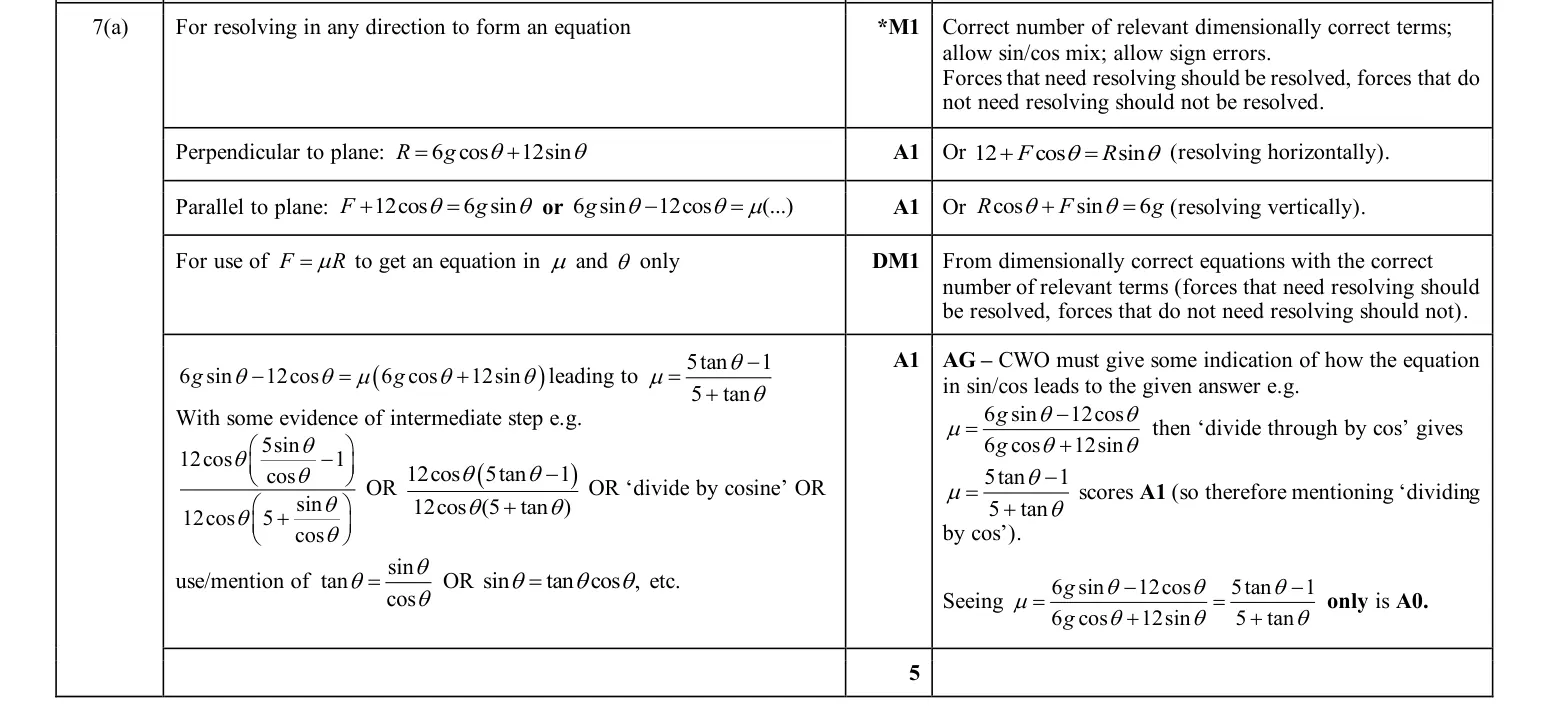 7(a)
For resolving in any direction to form an equation
*M1
Correct number of relevant dimensionally correct terms;
allow sin/cos mix; allow sign errors.
Forces that need resolving should be resolved, forces that do
not need resolving should not be resolved.
Perpendicular to plane: R = 6g cos θ + 12 sin θ
A1
Or 12 + F cos θ = R sin θ (resolving horizontally).
Parallel to plane: F + 12 cos θ = 6g sin θ or 6g sin θ − 12 cos θ = μ(...)
A1
Or R cos θ + F sin θ = 6g (resolving vertically).
For use of F = μR to get an equation in μ and θ only
DM1
From dimensionally correct equations with the correct
number of relevant terms (forces that need resolving should
be resolved, forces that do not need resolving should not).
6g sin θ − 12 cos θ = μ(6g cos θ + 12 sin θ) leading to μ = (5 tan θ − 1)/(5 + tan θ)
With some evidence of intermediate step e.g.
12 cos θ(5 sin θ/cos θ − 1)/12 cos θ(5 + sin θ/cos θ) OR 12 cos θ(5 tan θ − 1)/12 cos θ(5 + tan θ) OR ‘divide by cosine’ OR
use/mention of tan θ = sin θ/cos θ OR sin θ = tan θ cos θ, etc.
A1
AG – CWO must give some indication of how the equation
in sin/cos leads to the given answer e.g.
μ = (6g sin θ − 12 cos θ)/(6g cos θ + 12 sin θ) then ‘divide through by cos’ gives
μ = (5 tan θ − 1)/(5 + tan θ) scores A1 (so therefore mentioning ‘dividing
by cos’).
Seeing μ = (6g sin θ − 12 cos θ)/(6g cos θ + 12 sin θ) = (5 tan θ − 1)/(5 + tan θ) only is A0.
5